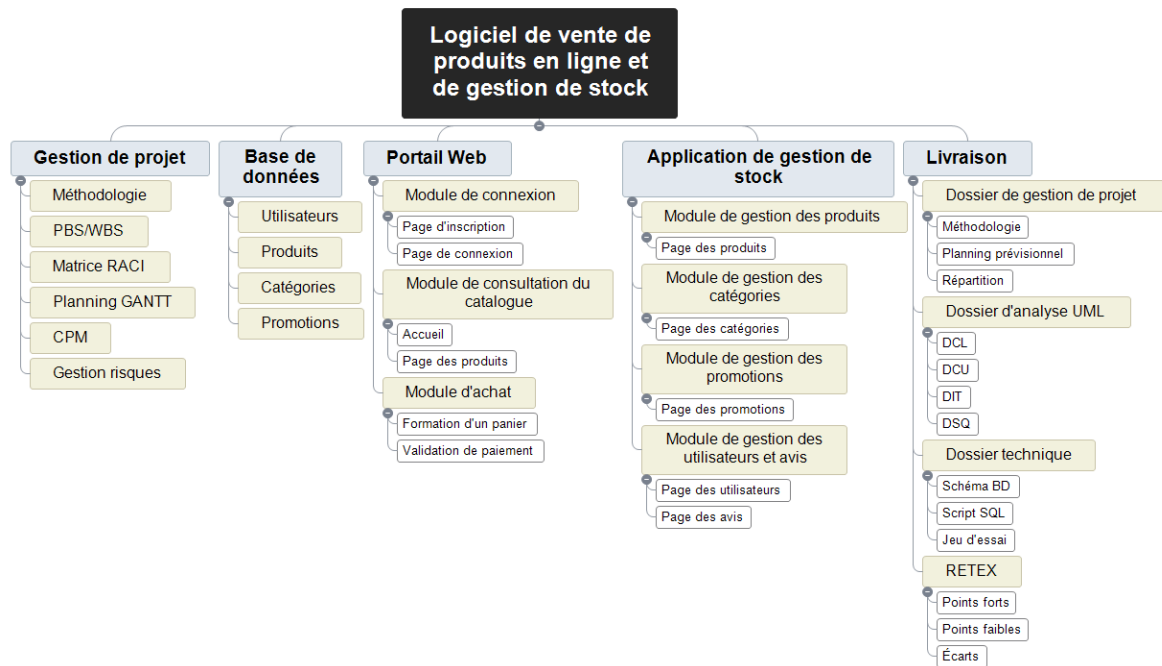 Logiciel de vente de
produits en ligne et
de gestion de stock
Gestion de projet
Méthodologie
PBS/WBS
Matrice RACI
Planning GANTT
CPM
Gestion risques
Base de
données
Utilisateurs
Produits
Catégories
Promotions
Portail Web
Module de connexion
Page d'inscription
Page de connexion
Module de consultation du
catalogue
Accueil
Page des produits
Module d'achat
Formation d'un panier
Validation de paiement
Application de gestion de
stock
Module de gestion des produits
Page des produits
Module de gestion des
catégories
Page des catégories
Module de gestion des
promotions
Page des promotions
Module de gestion des
utilisateurs et avis
Page des utilisateurs
Page des avis
Livraison
Dossier de gestion de projet
Méthodologie
Planning prévisionnel
Répartition
Dossier d'analyse UML
DCL
DCU
DIT
DSQ
Dossier technique
Schéma BD
Script SQL
Jeu d'essai
RETEX
Points forts
Points faibles
Écarts